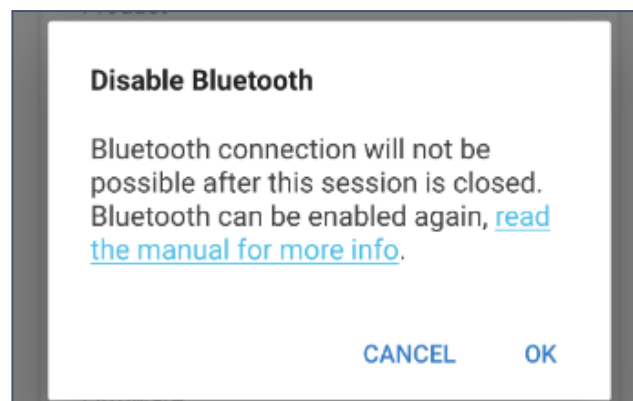 Disable Bluetooth
Bluetooth connection will not be
possible after this session is closed.
Bluetooth can be enabled again, read
the manual for more info.
CANCEL OK